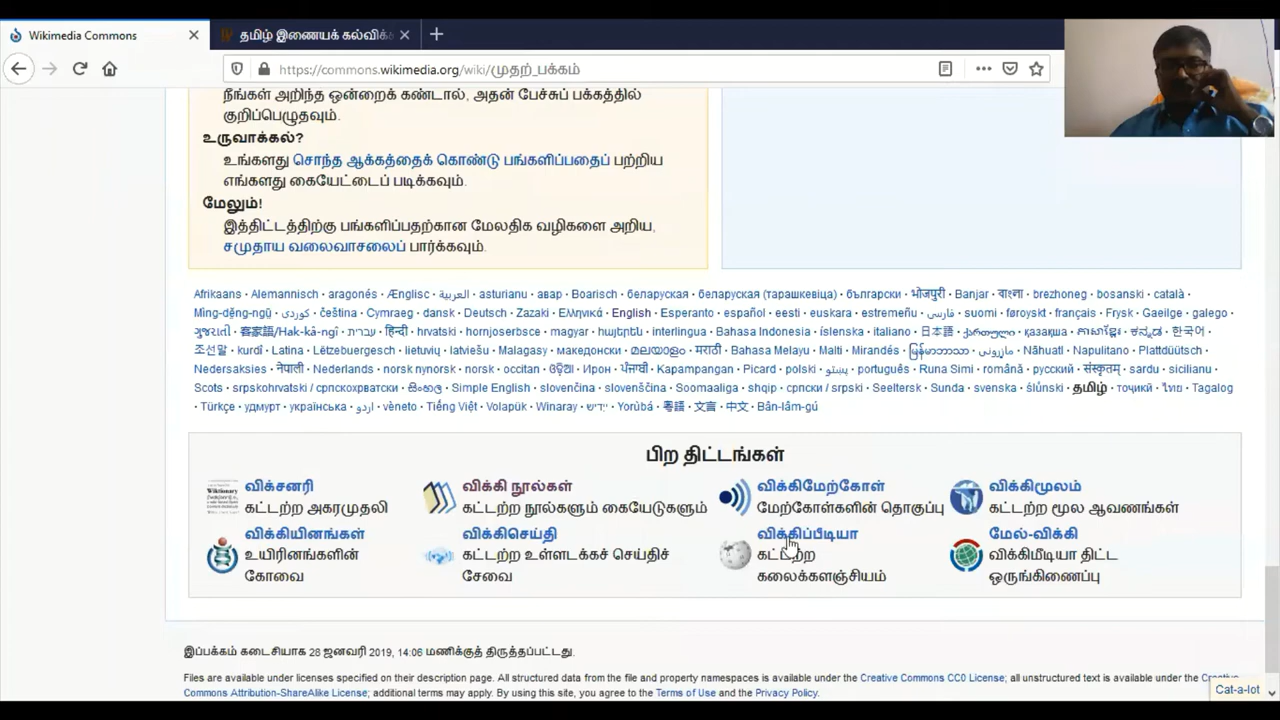 Wikimedia Commons
தமிழ் இணையக் கல்விக்
https://commons.wikimedia.org/wiki/முதற்_பக்கம்
நீங்கள் அறிந்த ஒன்றைக் கண்டால், அதன் பேச்சுப் பக்கத்தில்
குறிப்பெழுதவும்.
உருவாக்கல்?
உங்களது சொந்த ஆக்கத்தைக் கொண்டு பங்களிப்பதைப் பற்றிய
எங்களது கையேட்டைப் படிக்கவும்.
மேலும்!
இத்திட்டத்திற்கு பங்களிப்பதற்கான மேலதிக வழிகளை அறிய,
சமுதாய வலைவாசலைப் பார்க்கவும்.
Afrikaans · Alemannisch · aragonés · Ænglisc · العربية · asturianu · авар · Boarisch · беларуская · беларуская (тарашкевіца) · български · भोजपुरी · Banjar · বাংলা · brezhoneg · bosanski · català ·
Mìng-dĕ̤ng-ngṳ̄ · کوردی · čeština · Cymraeg · dansk · Deutsch · Zazaki · Ελληνικά · English · Esperanto · español · eesti · euskara · estremeñu · فارسی · suomi · føroyskt · français · Frysk · Gaeilge · galego ·
ગુજરાતી · 客家語/Hak-kâ-ngî · עברית · हिन्दी · hrvatski · hornjoserbsce · magyar · հայերեն · interlingua · Bahasa Indonesia · íslenska · italiano · 日本語 · ქართული · қазақша · ភាសាខ្មែរ · ಕನ್ನಡ · 한국어 ·
조선말 · kurdî · Latina · Lëtzebuergesch · lietuvių · latviešu · Malagasy · македонски · മലയാളം · मराठी · Bahasa Melayu · Malti · Mirandés · မြန်မာဘာသာ · مازِرونی · Nāhuatl · Napulitano · Plattdüütsch ·
Nedersaksies · नेपाली · Nederlands · norsk nynorsk · norsk · occitan · ଓଡ଼ିଆ · Ирон · ਪੰਜਾਬੀ · Kapampangan · Picard · polski · پښتو · português · Runa Simi · română · русский · संस्कृतम् · sardu · sicilianu ·
Scots · srpskohrvatski / српскохрватски · සිංහල · Simple English · slovenčina · slovenščina · Soomaaliga · shqip · српски / srpski · Seeltersk · Sunda · svenska · ślůnski · தமிழ் · тоҷикӣ · ไทย · Tagalog
· Türkçe · удмурт · українська · اردو · vèneto · Tiếng Việt · Volapük · Winaray · ייִדיש · Yorùbá · 粵語 · 文言 · 中文 · Bân-lâm-gú
பிற திட்டங்கள்
விக்சனரி
கட்டற்ற அகரமுதலி
விக்கி நூல்கள்
கட்டற்ற நூல்களும் கையேடுகளும்
விக்கிமேற்கோள்
மேற்கோள்களின் தொகுப்பு
விக்கிமூலம்
கட்டற்ற மூல ஆவணங்கள்
விக்கியினங்கள்
உயிரினங்களின்
கோவை
விக்கிசெய்தி
கட்டற்ற உள்ளடக்கச் செய்திச்
சேவை
விக்கிப்பீடியா
கட்டற்ற
கலைக்களஞ்சியம்
மேல்-விக்கி
விக்கிமீடியா திட்ட
ஒருங்கிணைப்பு
இப்பக்கம் கடைசியாக 28 ஜனவரி 2019, 14:06 மணிக்குத் திருத்தப்பட்டது.
Files are available under licenses specified on their description page. All structured data from the file and property namespaces is available under the Creative Commons CC0 License; all unstructured text is available under the Creative
Commons Attribution-ShareAlike License; additional terms may apply. By using this site, you agree to the Terms of Use and the Privacy Policy.
Cat-a-lot